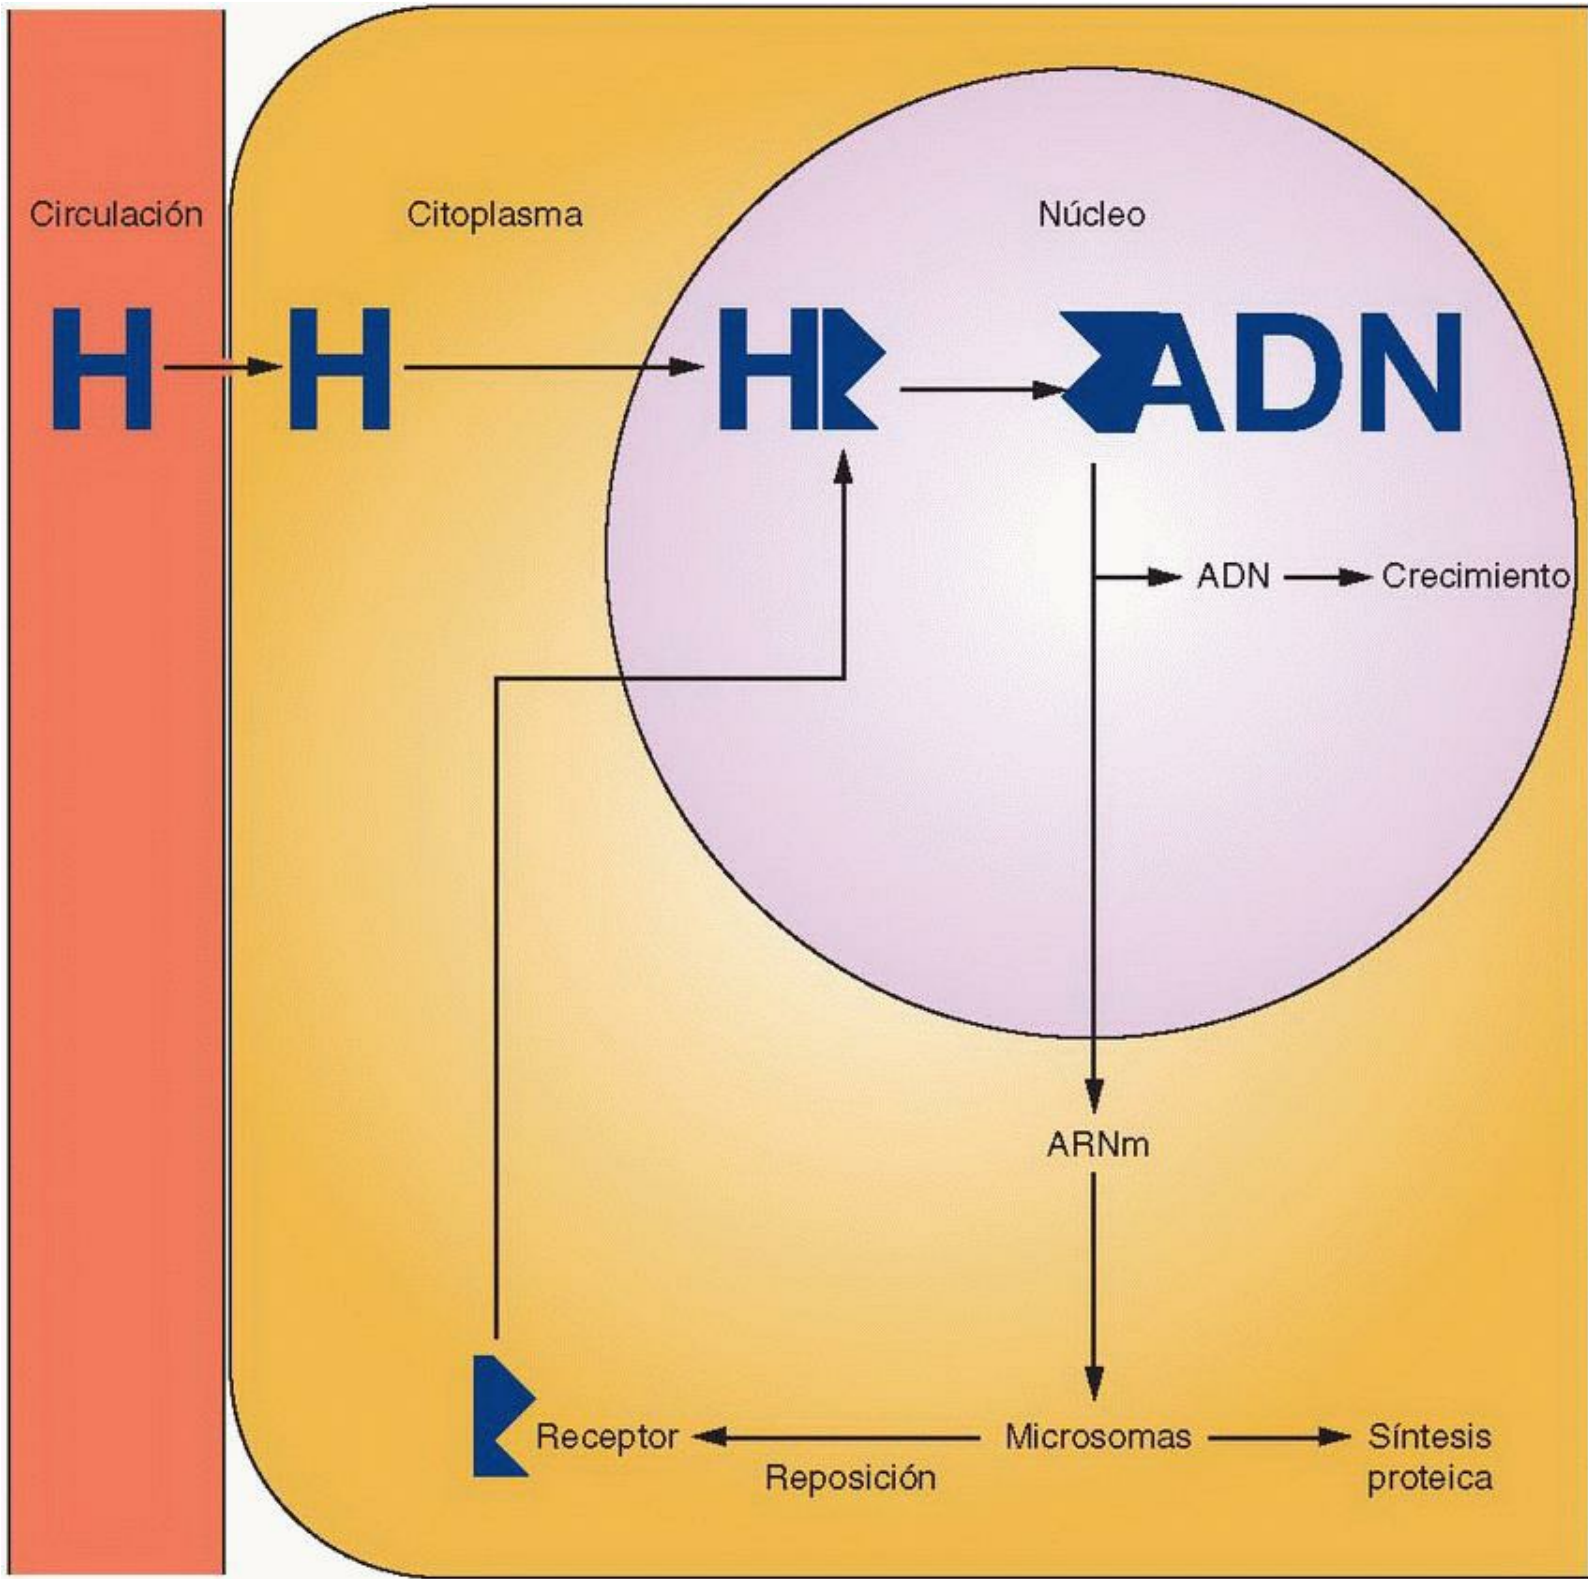 Circulación
Citoplasma
Núcleo
H
H
H
ADN
ADN
Crecimiento
ARNm
Receptor
Microsomas
Síntesis
proteica
Reposición